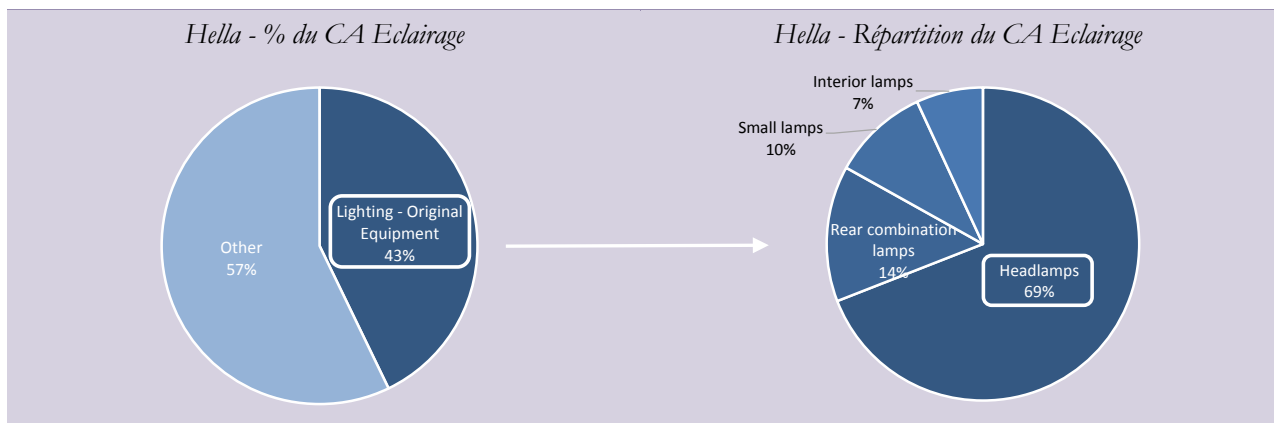 Hella - % du CA Eclairage
Other
57%
Lighting - Original
Equipment
43%
Hella - Répartition du CA Eclairage
Interior lamps
7%
Small lamps
10%
Rear combination
lamps
14%
Headlamps
69%